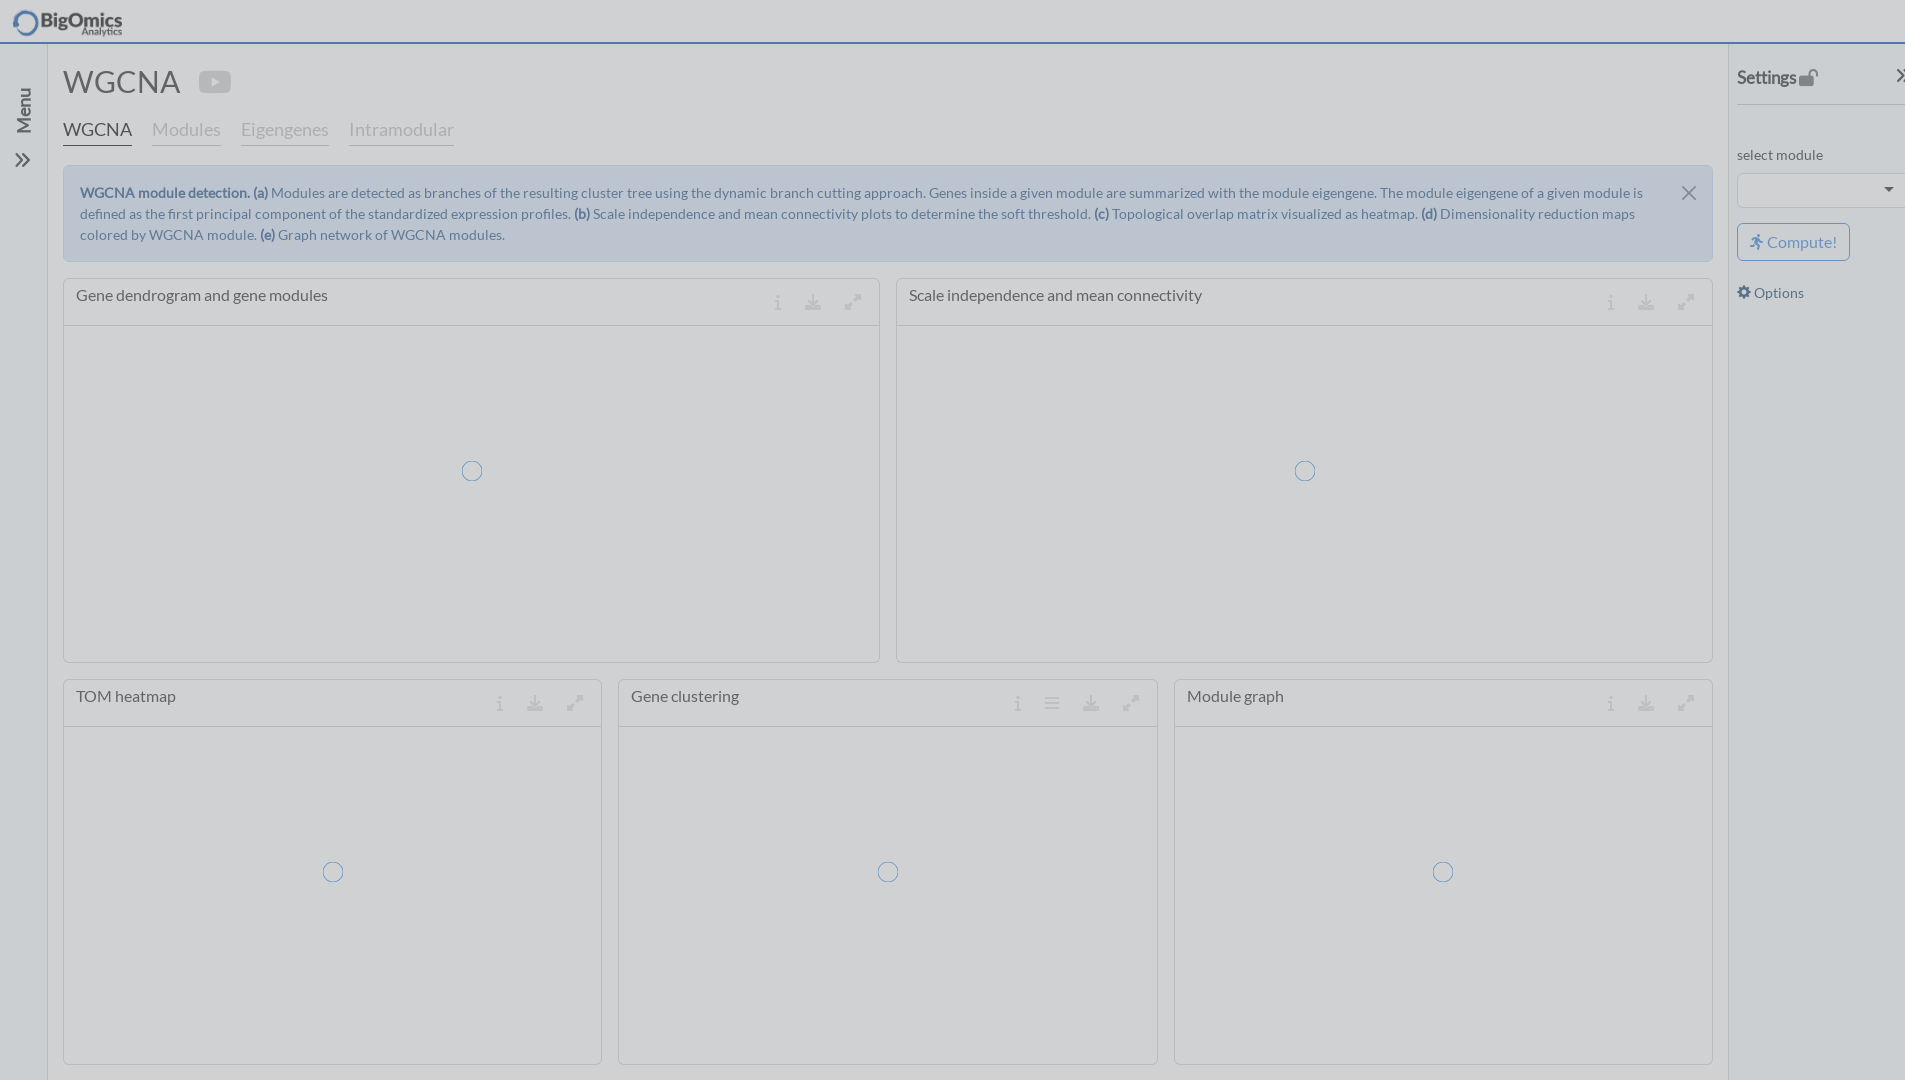 BigOmics
Analytics
Menu
WGCNA
WGCNA Modules Eigengenes Intramodular
WGCNA module detection. (a) Modules are detected as branches of the resulting cluster tree using the dynamic branch cutting approach. Genes inside a given module are summarized with the module eigengene. The module eigengene of a given module is
defined as the first principal component of the standardized expression profiles. (b) Scale independence and mean connectivity plots to determine the soft threshold. (c) Topological overlap matrix visualized as heatmap. (d) Dimensionality reduction maps
colored by WGCNA module. (e) Graph network of WGCNA modules.
Gene dendrogram and gene modules
Scale independence and mean connectivity
TOM heatmap
Gene clustering
Module graph
Settings
select module
Compute!
Options